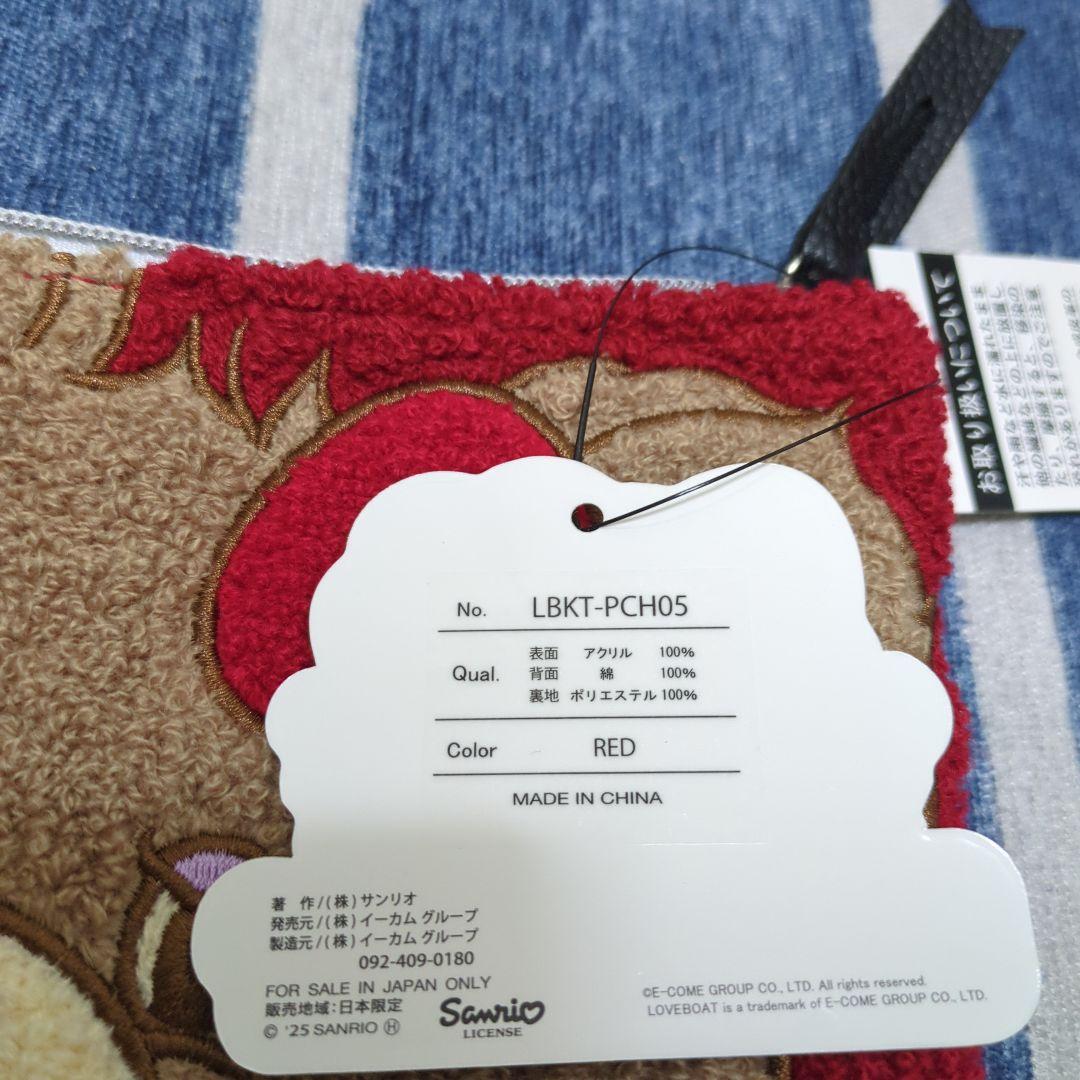 No. LBKT-PCH05
Qual.
表面 アクリル 100%
背面 綿 100%
裏地 ポリエステル 100%
Color RED
MADE IN CHINA
著 作/(株) サンリオ
発売元/(株) イーカム グループ
製造元/(株) イーカム グループ
092-409-0180
FOR SALE IN JAPAN ONLY
販売地域:日本限定
© '25 SANRIO Ⓗ
Sanrio
LICENSE
©E-COME GROUP CO., LTD. All rights reserved.
LOVEBOAT is a trademark of E-COME GROUP CO., LTD.
お取り扱いについて